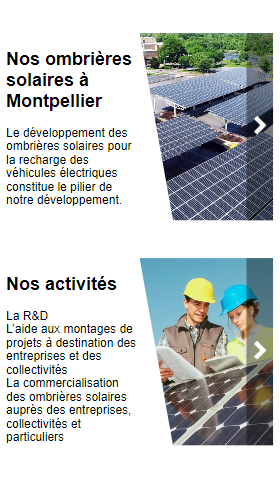 Nos ombrières
solaires à
Montpellier
Le développement des
ombrières solaires pour
la recharge des
véhicules électriques
constitue le pilier de
notre développement.
Nos activités
La R&D
L'aide aux montages de
projets à destination des
entreprises et des
collectivités
La commercialisation
des ombrières solaires
auprès des entreprises,
collectivités et
particuliers